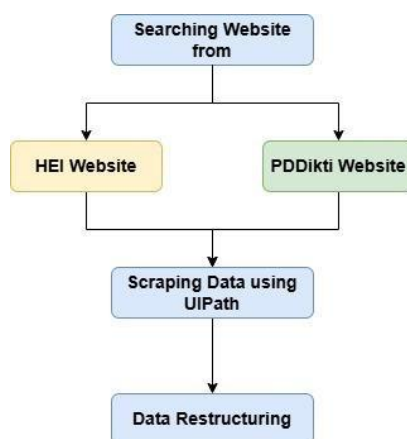 Searching Website
from
HEI Website
PDDikti Website
Scraping Data using
UIPath
Data Restructuring